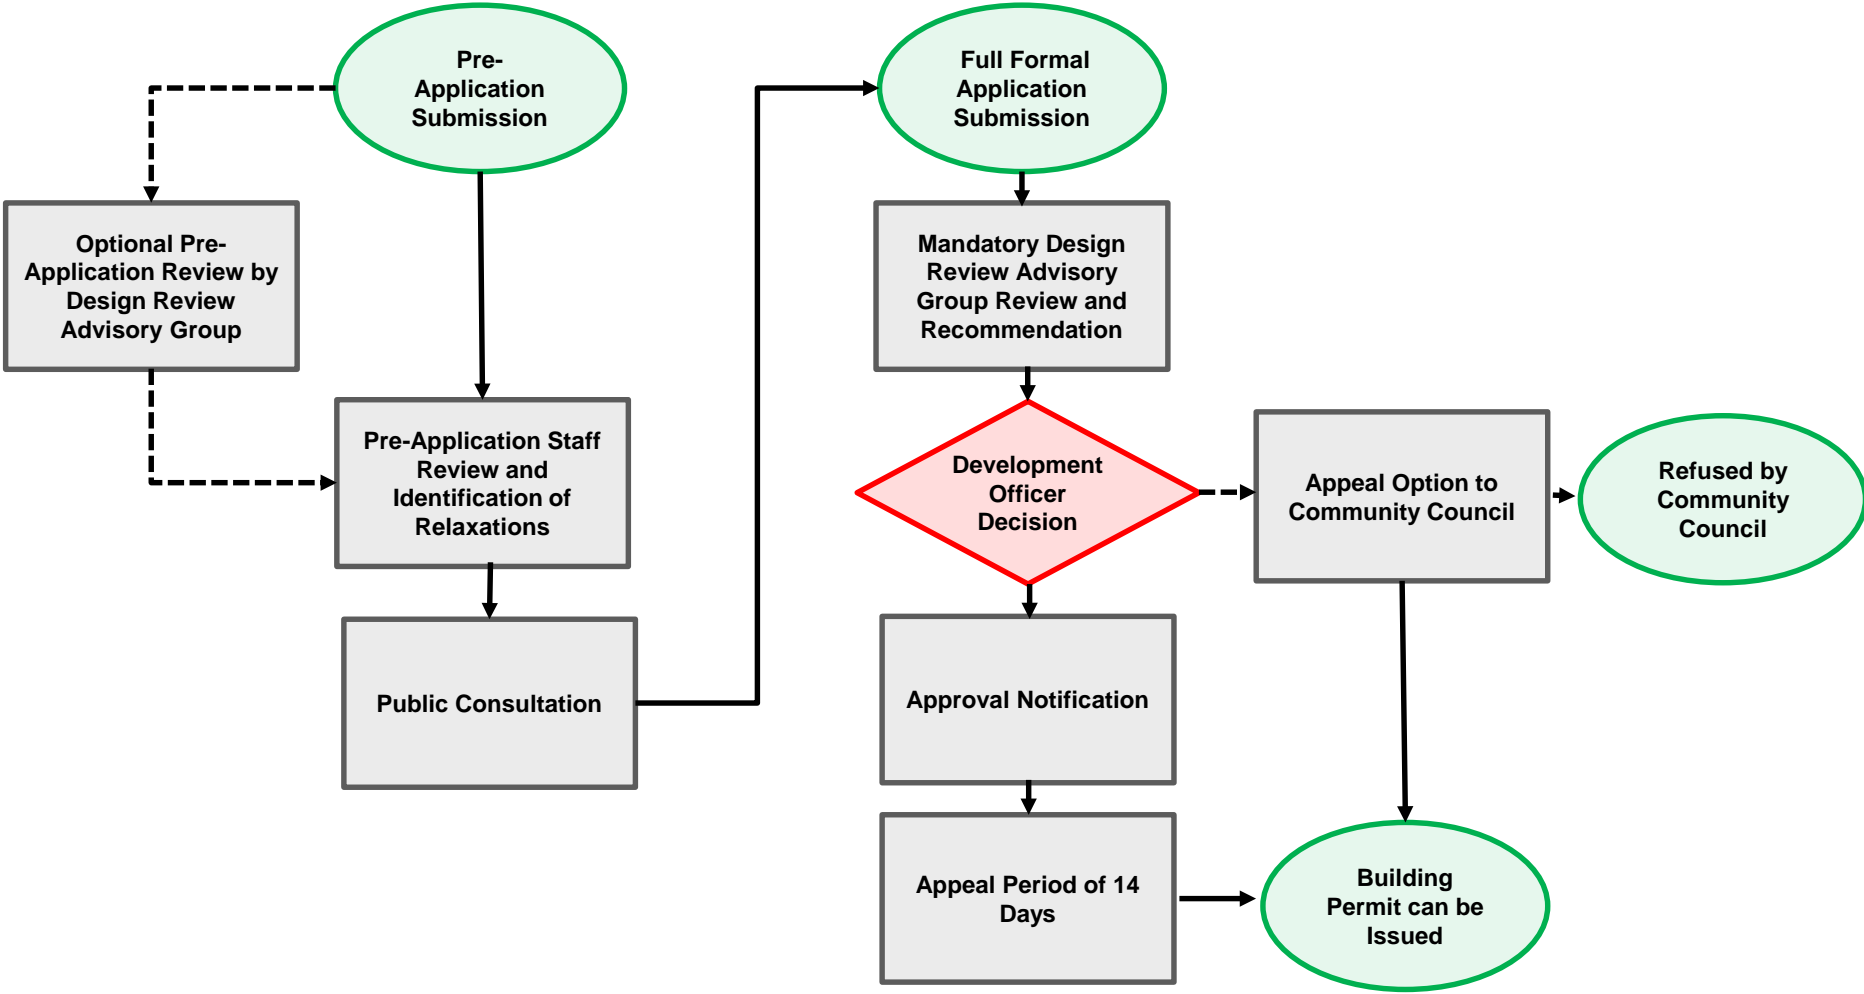 Pre-
Application
Submission
Optional Pre-
Application Review by
Design Review
Advisory Group
Pre-Application Staff
Review and
Identification of
Relaxations
Public Consultation
Full Formal
Application
Submission
Mandatory Design
Review Advisory
Group Review and
Recommendation
Development
Officer
Decision
Appeal Option to
Community Council
Refused by
Community
Council
Approval Notification
Appeal Period of 14
Days
Building
Permit can be
Issued